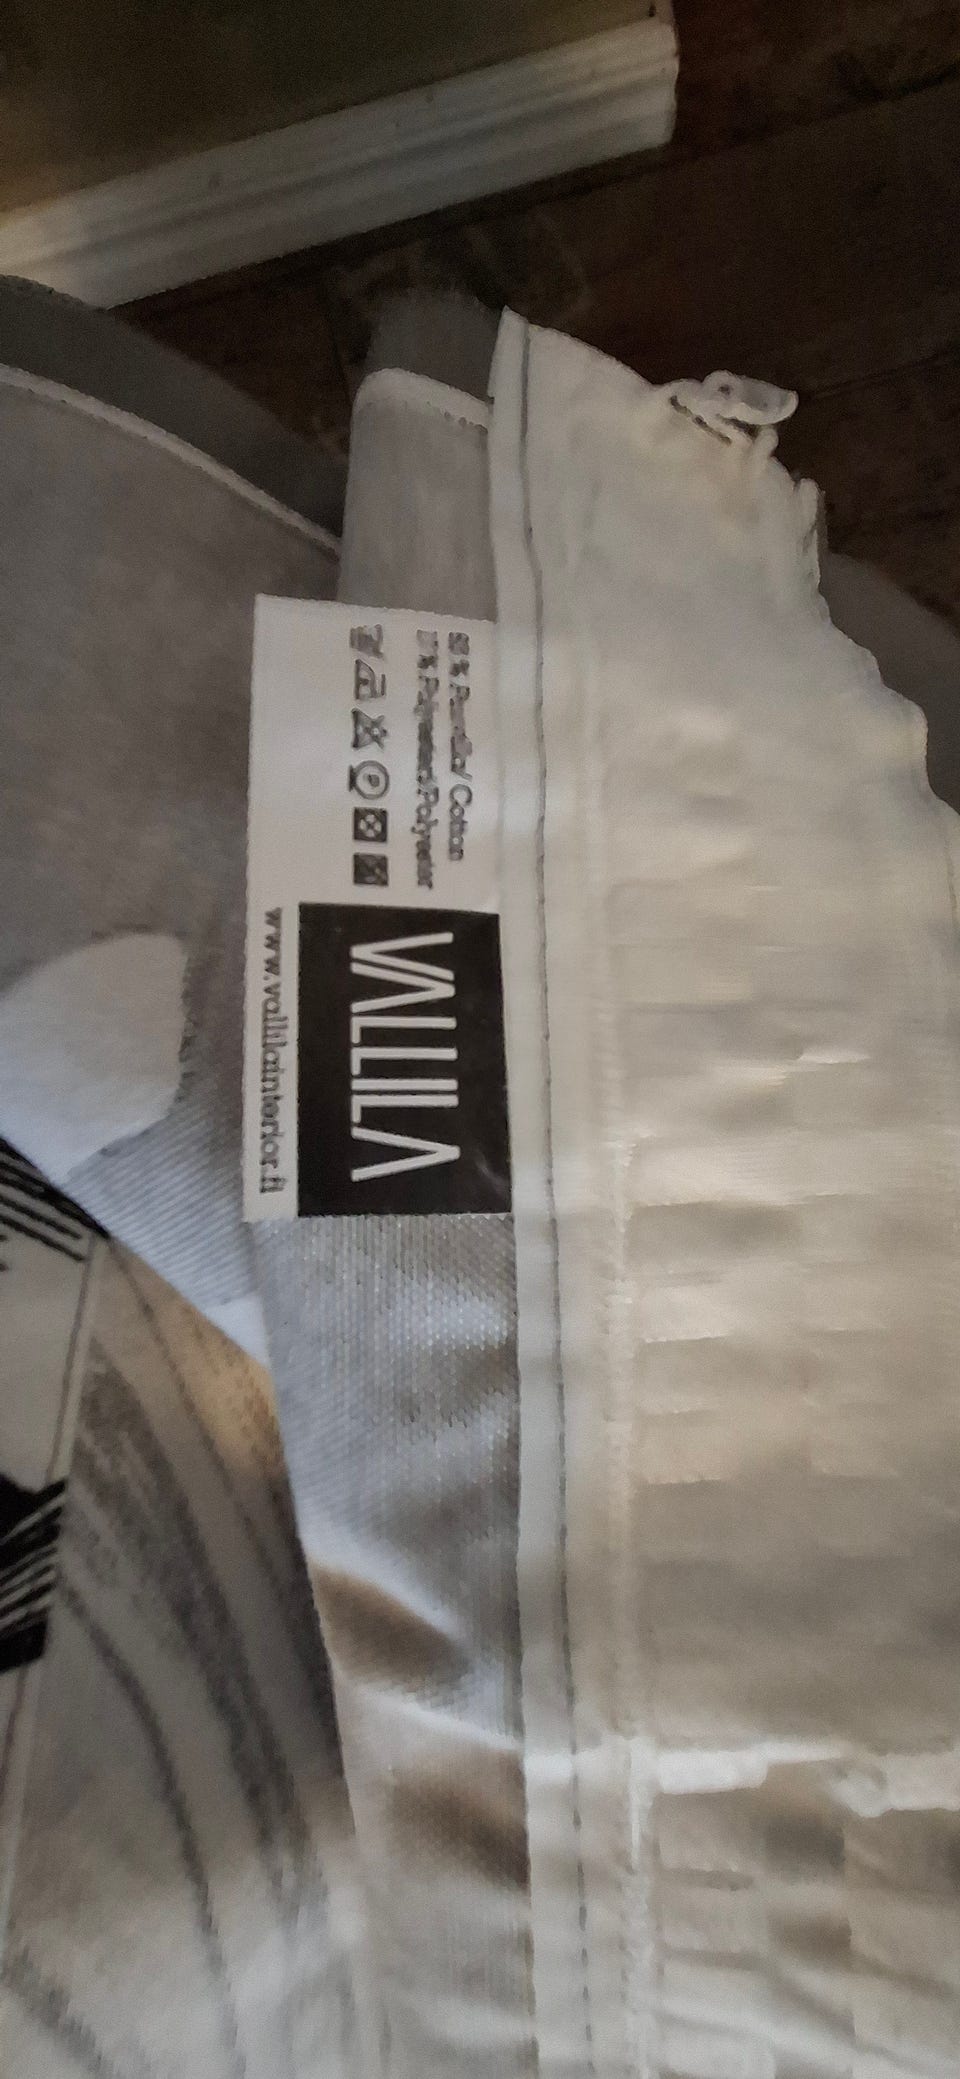 % Puuvilla/ Cotton
% Polyesteri/Polyester
VALLILA
www.vallilainterior.fi